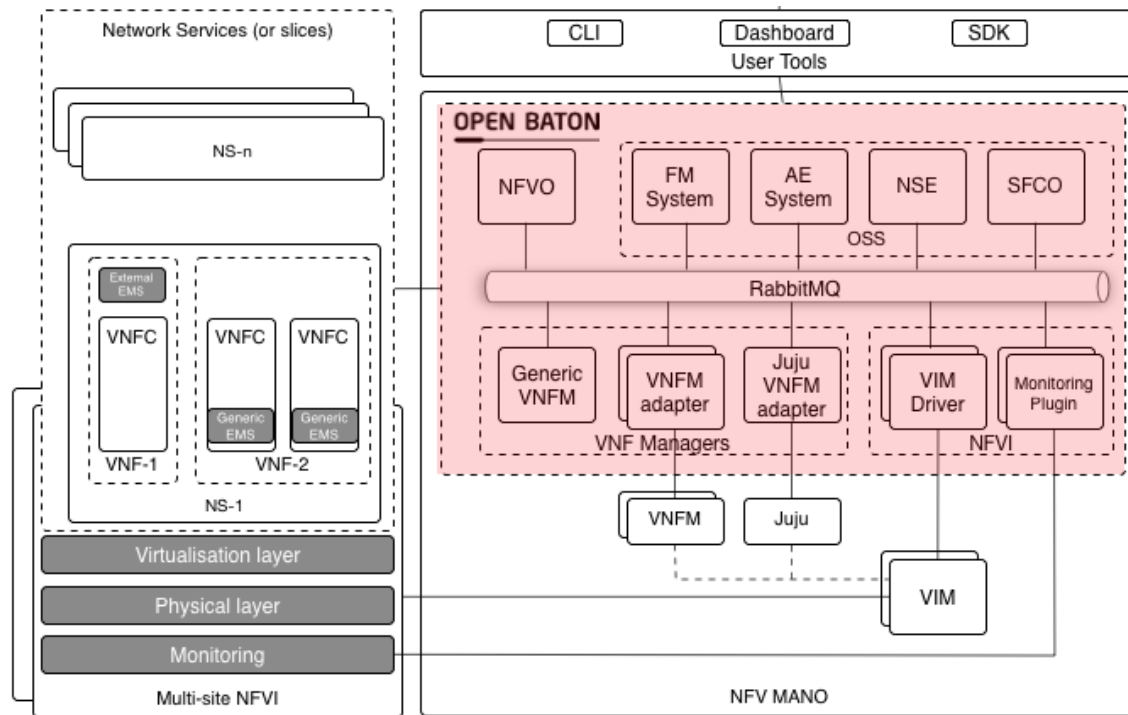 Network Services (or slices)
NS-n
External
EMS
VNFC
VNFC
VNFC
Generic
EMS
Generic
EMS
VNF-1
VNF-2
NS-1
Virtualisation layer
Physical layer
Monitoring
Multi-site NFVI
CLI
Dashboard
SDK
User Tools
OPEN BATON
NFVO
FM
System
AE
System
NSE
SFCO
OSS
RabbitMQ
Generic
VNFM
VNFM
adapter
Juju
VNFM
adapter
VNF Managers
VIM
Driver
Monitoring
Plugin
NFVI
VNFM
Juju
VIM
NFV MANO